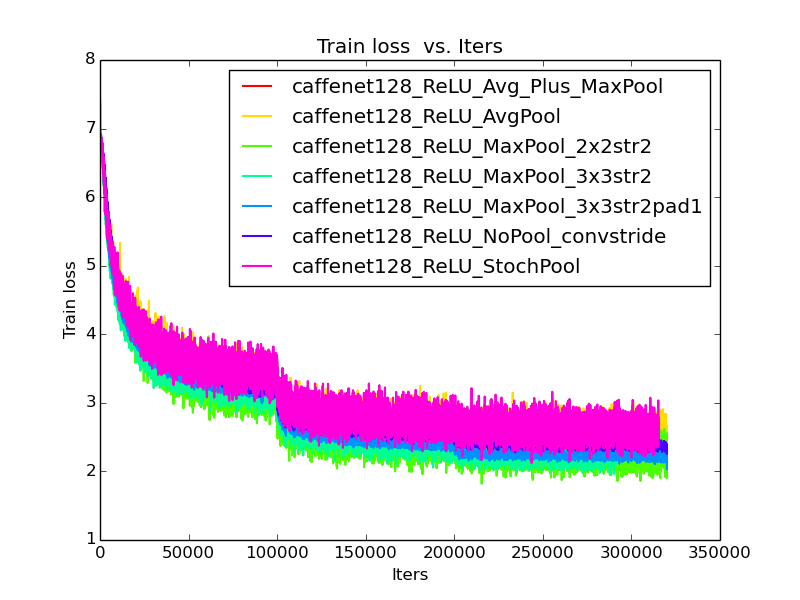 Train loss  vs. Iters
8
7
6
5
4
3
2
1
Train loss
caffenet128_ReLU_Avg_Plus_MaxPool
caffenet128_ReLU_AvgPool
caffenet128_ReLU_MaxPool_2x2str2
caffenet128_ReLU_MaxPool_3x3str2
caffenet128_ReLU_MaxPool_3x3str2pad1
caffenet128_ReLU_NoPool_convstride
caffenet128_ReLU_StochPool
0 50000 100000 150000 200000 250000 300000 350000
Iters